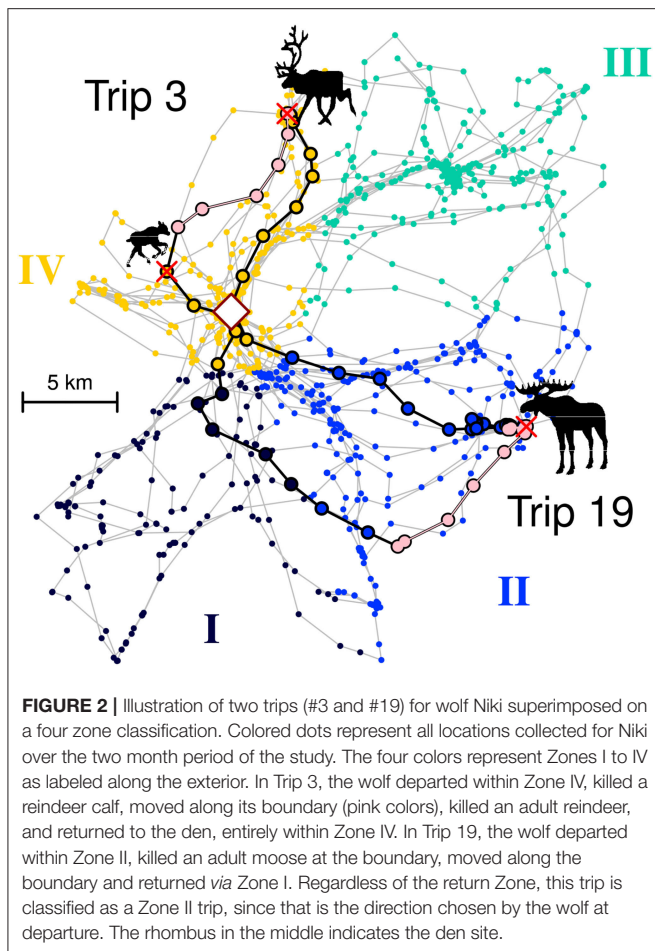 Trip 3
III
IV
5 km
Trip 19
II
I
FIGURE 2 | Illustration of two trips (#3 and #19) for wolf Niki superimposed on
a four zone classification. Colored dots represent all locations collected for Niki
over the two month period of the study. The four colors represent Zones I to IV
as labeled along the exterior. In Trip 3, the wolf departed within Zone IV, killed a
reindeer calf, moved along its boundary (pink colors), killed an adult reindeer,
and returned to the den, entirely within Zone IV. In Trip 19, the wolf departed
within Zone II, killed an adult moose at the boundary, moved along the
boundary and returned via Zone I. Regardless of the return Zone, this trip is
classified as a Zone II trip, since that is the direction chosen by the wolf at
departure. The rhombus in the middle indicates the den site.